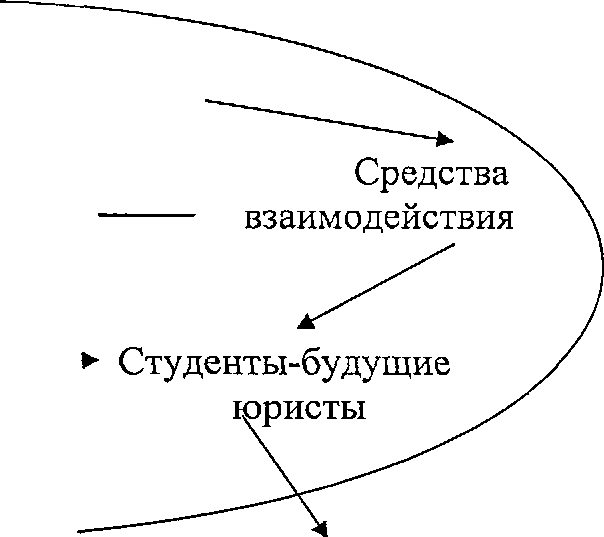 Средства
взаимодействия
Студенты-будущие
юристы